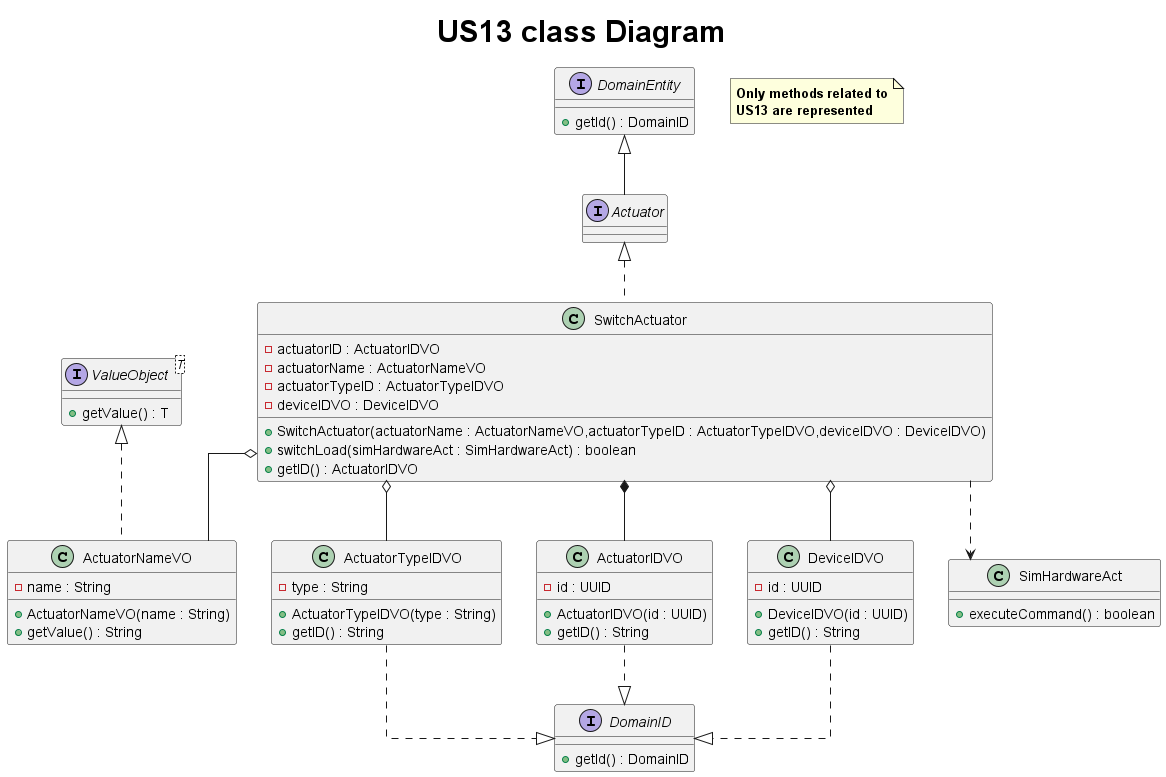 US13 class Diagram
I DomainEntity
getId() : DomainID
Only methods related to
US13 are represented
I Actuator
C SwitchActuator
actuatorID : ActuatorIDVO
actuatorName : ActuatorNameVO
actuatorTypeID : ActuatorTypeIDVO
deviceIDVO : DeviceIDVO
SwitchActuator(actuatorName : ActuatorNameVO,actuatorTypeID : ActuatorTypeIDVO,deviceIDVO : DeviceIDVO)
switchLoad(simHardwareAct : SimHardwareAct) : boolean
getID() : ActuatorIDVO
I ValueObject T
getValue() : T
C ActuatorNameVO
name : String
ActuatorNameVO(name : String)
getValue() : String
C ActuatorTypeIDVO
type : String
ActuatorTypeIDVO(type : String)
getID() : String
C ActuatorIDVO
id : UUID
ActuatorIDVO(id : UUID)
getID() : String
C DeviceIDVO
id : UUID
DeviceIDVO(id : UUID)
getID() : String
C SimHardwareAct
executeCommand() : boolean
I DomainID
getId() : DomainID